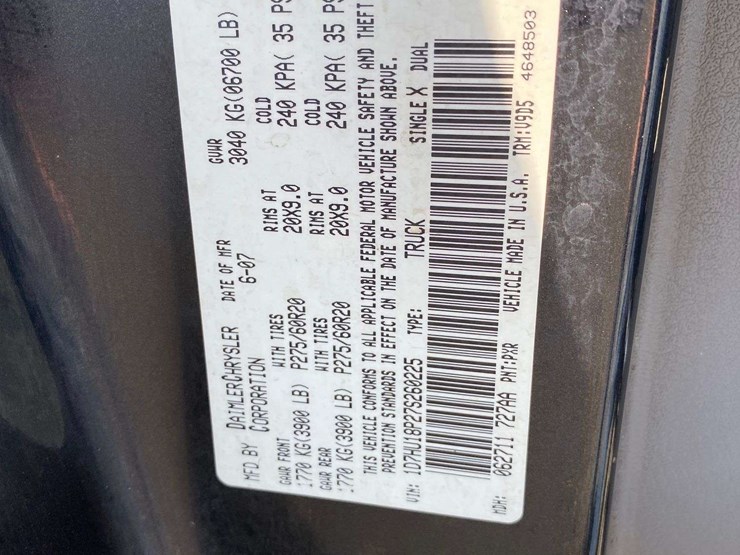 MFD BY DAIMLERCHRYSLER CORPORATION DATE OF MFR 6-07 GVWR 3040 KG(06700 LB)
GAWR FRONT WITH TIRES RIMS AT COLD
1770 KG(3900 LB) P275/60R20 20X9.0 240 KPA( 35 PS
GAWR REAR WITH TIRES RIMS AT COLD
1770 KG(3900 LB) P275/60R20 20X9.0 240 KPA( 35 PS
THIS VEHICLE CONFORMS TO ALL APPLICABLE FEDERAL MOTOR VEHICLE SAFETY AND THEFT
PREVENTION STANDARDS IN EFFECT ON THE DATE OF MANUFACTURE SHOWN ABOVE.
VIN: 1D7HU18P27S260225 TYPE: TRUCK SINGLE X DUAL
MDH: 062711 727AA PNT:PXR VEHICLE MADE IN U.S.A. TRM:V9D5 4648503